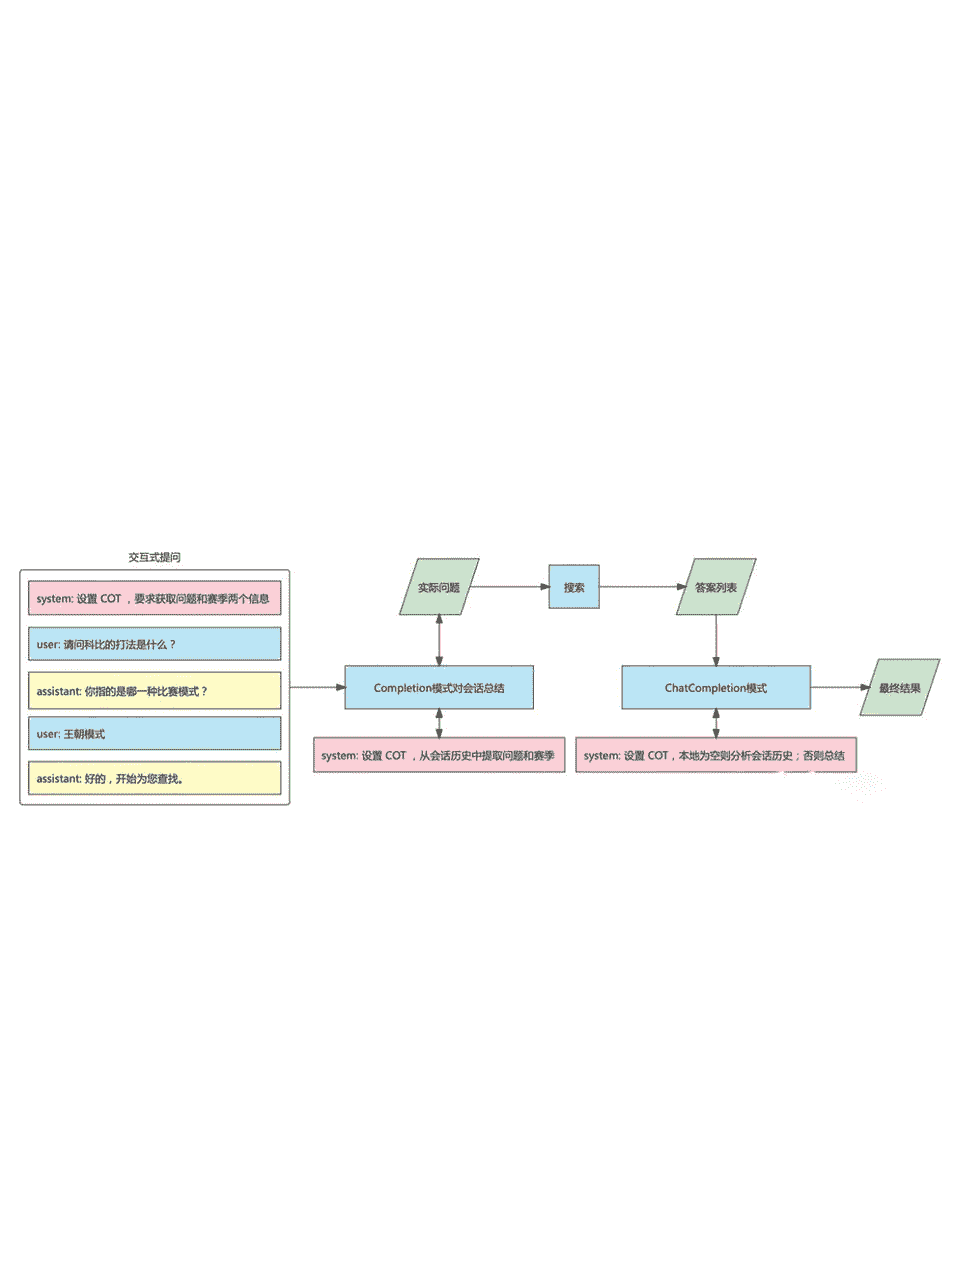 交互式提问
system: 设置 COT ，要求获取问题和赛季两个信息
user: 请问科比的打法是什么？
assistant: 你指的是哪一种比赛模式？
user: 王朝模式
assistant: 好的，开始为您查找。
实际问题
搜索
答案列表
Completion模式对会话总结
ChatCompletion模式
最终结果
system: 设置 COT ，从会话历史中提取问题和赛季
system: 设置 COT，本地为空则分析会话历史；否则总结